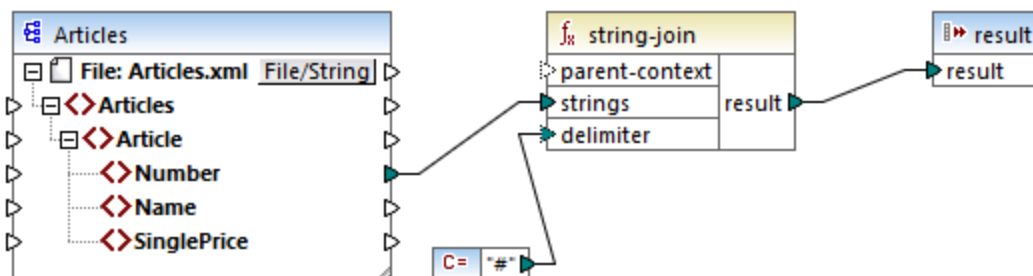 Articles
File: Articles.xml File/String
Articles
Article
Number
Name
SinglePrice
string-join
parent-context
strings
delimiter
result
C= "#"
result
result